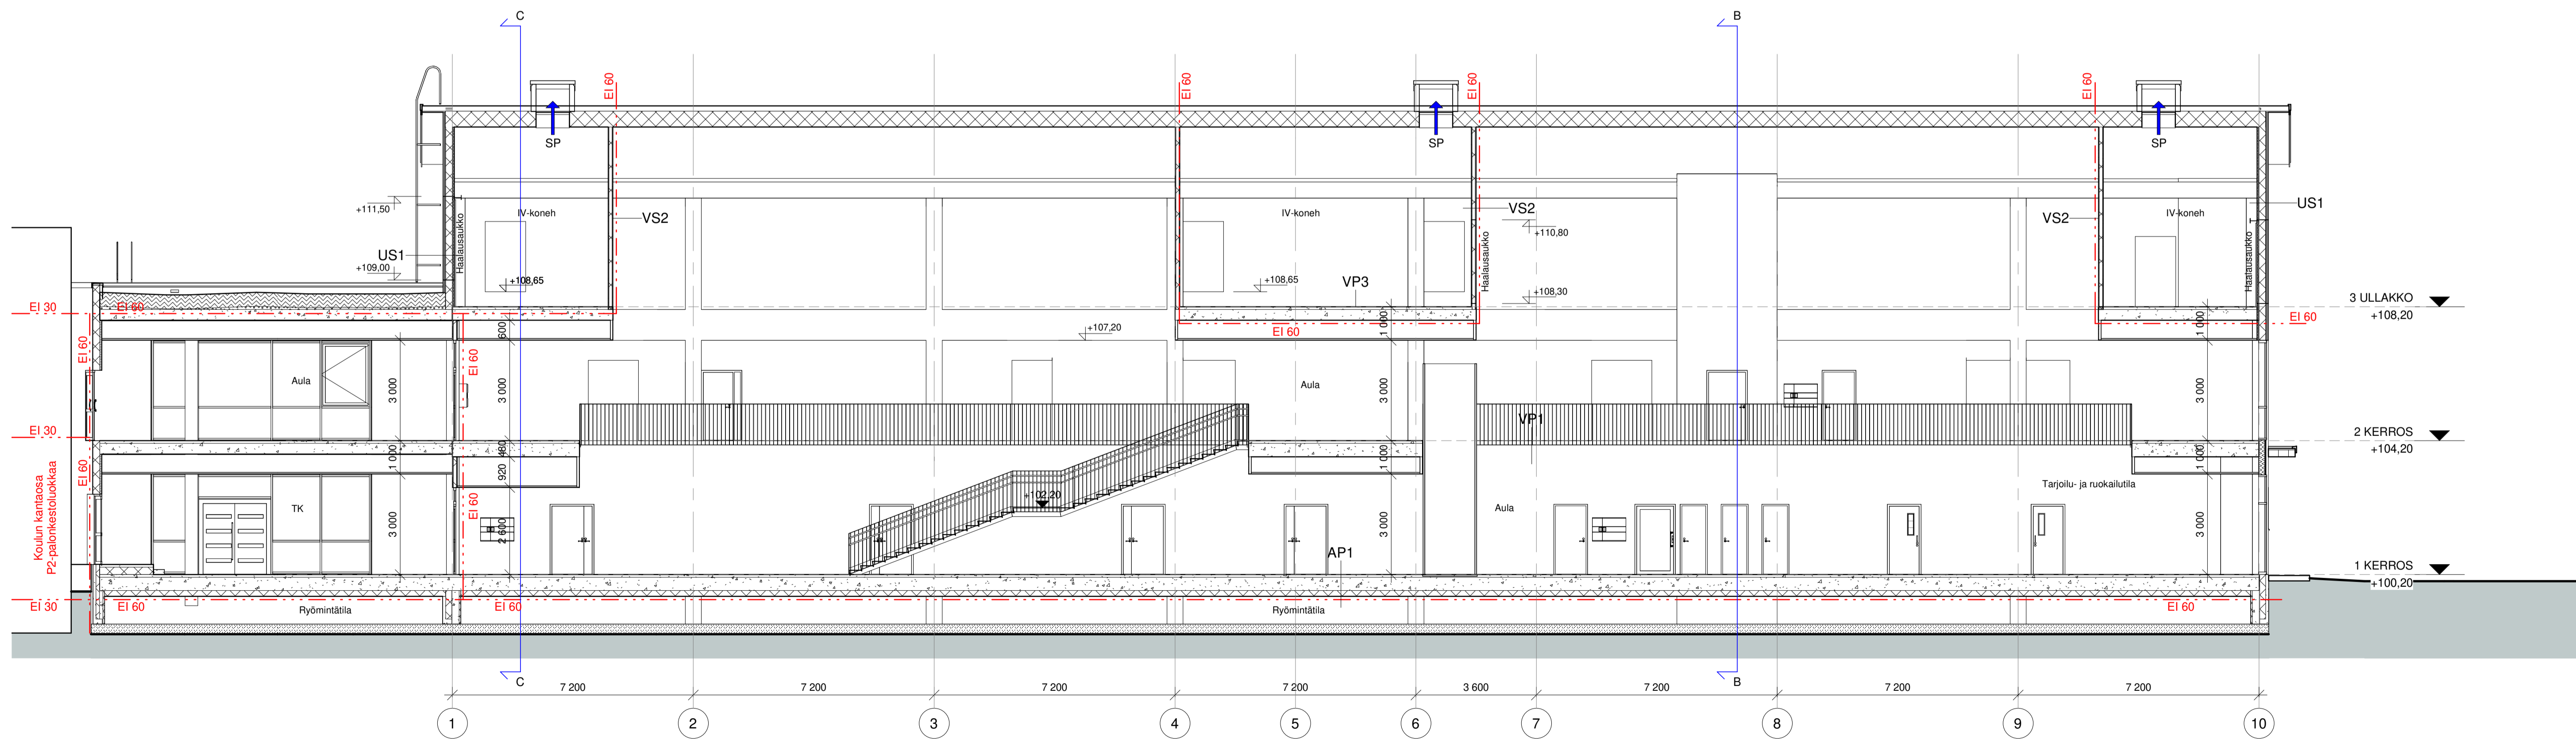 C
B
EI 60
EI 60
EI 60
EI 60
SP
SP
SP
+111,50
Haalausaukko
IV-koneh
VS2
IV-koneh
VS2
VS2
IV-koneh
US1
+110,80
Haalausaukko
Haalausaukko
US1
+109,00
+108,65
+108,65
VP3
+108,30
3 ULLAKKO
+108,20
EI 30
EI 60
EI 60
EI 60
600
+107,20
1 000
1 000
EI 60
EI 60
Aula
3 000
3 000
Aula
3 000
3 000
VP1
EI 30
2 KERROS
+104,20
480
1 000
920
1 000
1 000
EI 60
Koulun kantaosa
P2-palonkestoluokkaa
TK
3 000
EI 60
2 600
+102,20
3 000
Aula
Tarjoilu- ja ruokailutila
3 000
AP1
1 KERROS
+100,20
EI 30
EI 60
EI 60
EI 60
Ryömintätila
Ryömintätila
C
B
7 200
7 200
7 200
7 200
3 600
7 200
7 200
7 200
1
2
3
4
5
6
7
8
9
10